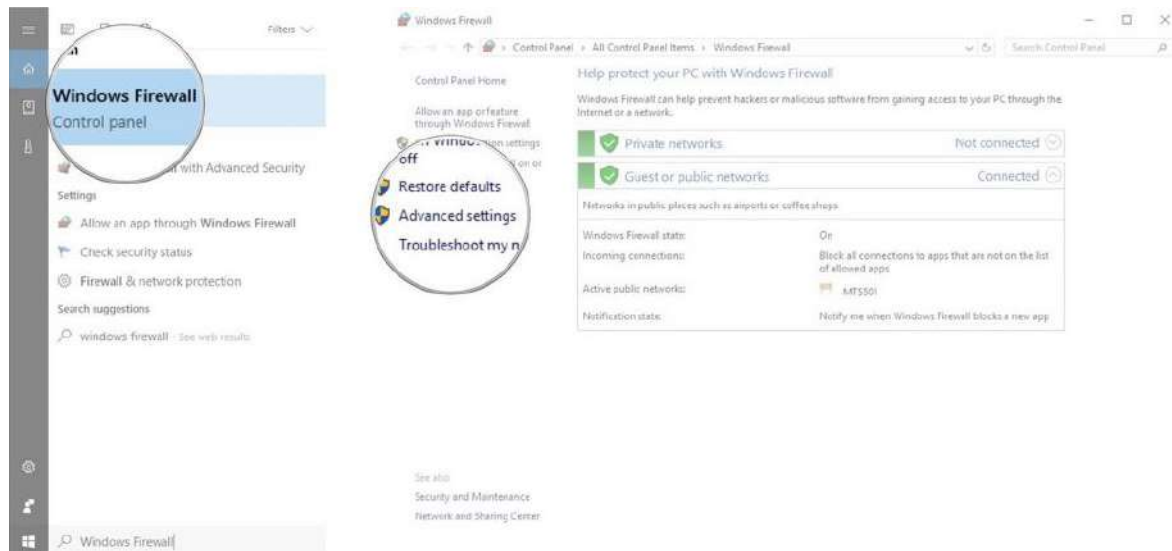 Filters
Windows Firewall
Control panel
with Advanced Security
Settings
Allow an app through Windows Firewall
Check security status
Firewall & network protection
Search suggestions
windows firewall - See web results
Windows Firewall
Windows Firewall
Control Panel › All Control Panel Items › Windows Firewall
Search Control Panel
Control Panel Home
Allow an app or feature
through Windows Firewall
settings
on or
off
Restore defaults
Advanced settings
Troubleshoot my n
See also
Security and Maintenance
Network and Sharing Center
Help protect your PC with Windows Firewall
Windows Firewall can help prevent hackers or malicious software from gaining access to your PC through the
Internet or a network.
Private networks Not connected
Guest or public networks Connected
Networks in public places such as airports or coffee shops
Windows Firewall state: On
Incoming connections: Block all connections to apps that are not on the list
of allowed apps
Active public networks: MTS501
Notification state: Notify me when Windows Firewall blocks a new app